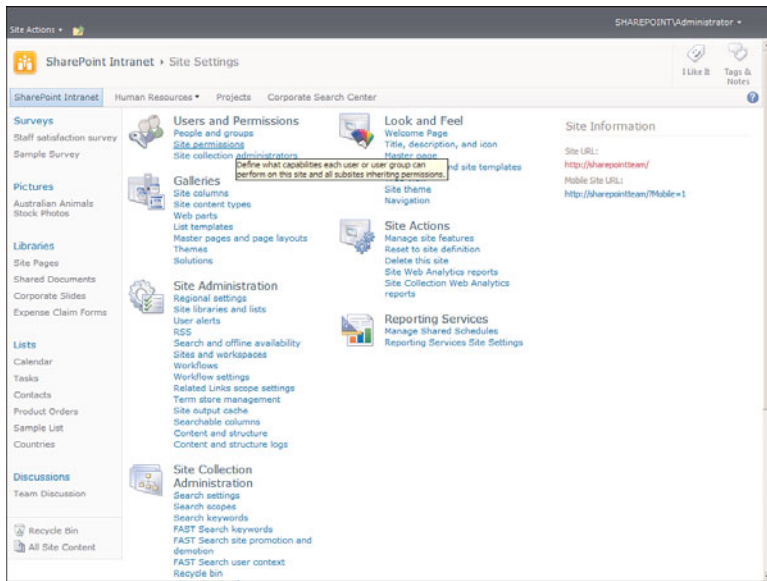 SHAREPOINT\Administrator
Site Actions
SharePoint Intranet › Site Settings
I Like It
Tags & Notes
SharePoint Intranet
Human Resources
Projects
Corporate Search Center
Surveys
Staff satisfaction survey
Sample Survey
Pictures
Australian Animals
Stock Photos
Libraries
Site Pages
Shared Documents
Corporate Slides
Expense Claim Forms
Lists
Calendar
Tasks
Contacts
Product Orders
Sample List
Countries
Discussions
Team Discussion
Recycle Bin
All Site Content
Users and Permissions
People and groups
Site permissions
Site collection administrators
Define what capabilities each user or user group can
perform on this site and all subsites inheriting permissions.
Galleries
Site columns
Site content types
Web parts
List templates
Master pages and page layouts
Themes
Solutions
Site Administration
Regional settings
Site libraries and lists
User alerts
RSS
Search and offline availability
Sites and workspaces
Workflows
Workflow settings
Related Links scope settings
Term store management
Site output cache
Searchable columns
Content and structure
Content and structure logs
Site Collection
Administration
Search settings
Search scopes
Search keywords
FAST Search keywords
FAST Search site promotion and
demotion
FAST Search user context
Recycle bin
Look and Feel
Welcome Page
Title, description, and icon
Master page
nd site templates
Site theme
Navigation
Site Actions
Manage site features
Reset to site definition
Delete this site
Site Web Analytics reports
Site Collection Web Analytics
reports
Reporting Services
Manage Shared Schedules
Reporting Services Site Settings
Site Information
Site URL:
http://sharepointteam/
Mobile Site URL:
http://sharepointteam/?Mobile=1